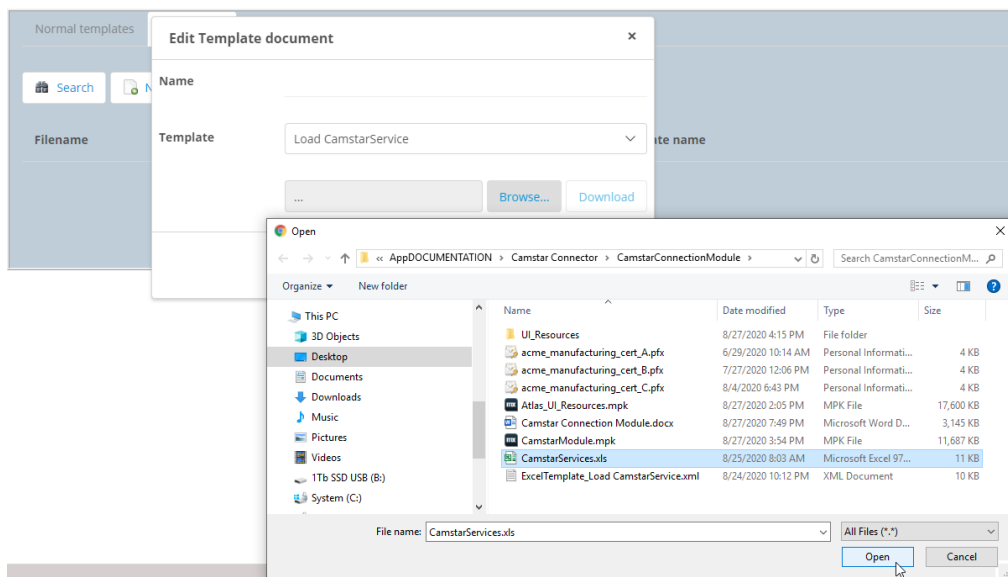 Normal templates
Edit Template document ×
Search N
Name
Filename
Template
Load CamstarService
ate name
...
Browse...
Download
Open
« AppDOCUMENTATION > Camstar Connector > CamstarConnectionModule >
Search CamstarConnectionM...
Organize
New folder
Name Date modified Type Size
This PC
3D Objects
Desktop
Documents
Downloads
Music
Pictures
Videos
1Tb SSD USB (B:)
System (C:)
UI_Resources 8/27/2020 4:15 PM File folder
acme_manufacturing_cert_A.pfx 6/29/2020 10:14 AM Personal Informati... 4 KB
acme_manufacturing_cert_B.pfx 7/27/2020 12:06 PM Personal Informati... 4 KB
acme_manufacturing_cert_C.pfx 8/4/2020 6:43 PM Personal Informati... 4 KB
Atlas_UI_Resources.mpk 8/27/2020 2:05 PM MPK File 17,600 KB
Camstar Connection Module.docx 8/27/2020 7:49 PM Microsoft Word D... 3,145 KB
CamstarModule.mpk 8/27/2020 3:54 PM MPK File 11,687 KB
CamstarServices.xls 8/25/2020 8:03 AM Microsoft Excel 97... 11 KB
ExcelTemplate_Load CamstarService.xml 8/24/2020 10:12 PM XML Document 10 KB
File name: CamstarServices.xls
All Files (*.*)
Open
Cancel